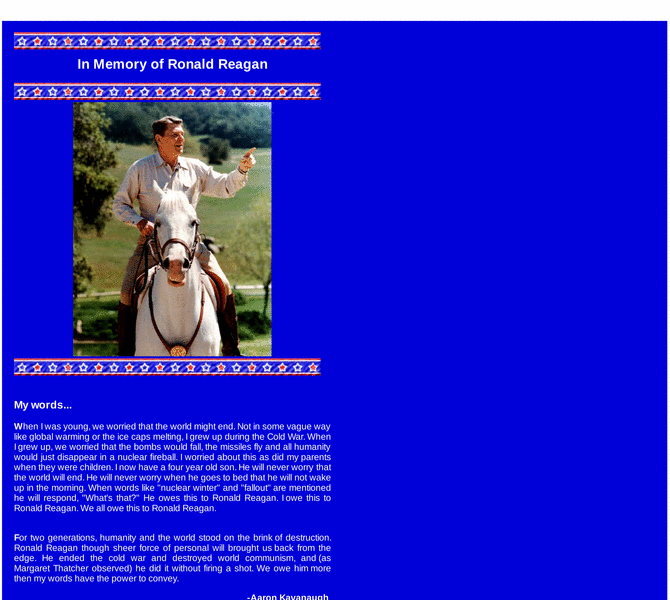 In Memory of Ronald Reagan
My words...
When I was young, we worried that the world might end. Not in some vague way
like global warming or the ice caps melting, I grew up during the Cold War. When
I grew up, we worried that the bombs would fall, the missiles fly and all humanity
would just disappear in a nuclear fireball. I worried about this as did my parents
when they were children. I now have a four year old son. He will never worry that
the world will end. He will never worry when he goes to bed that he will not wake
up in the morning. When words like "nuclear winter" and "fallout" are mentioned
he will respond, "What's that?" He owes this to Ronald Reagan. I owe this to
Ronald Reagan. We all owe this to Ronald Reagan.
For two generations, humanity and the world stood on the brink of destruction.
Ronald Reagan though sheer force of personal will brought us back from the
edge. He ended the cold war and destroyed world communism, and (as
Margaret Thatcher observed) he did it without firing a shot. We owe him more
then my words have the power to convey.
-Aaron Kavanaugh